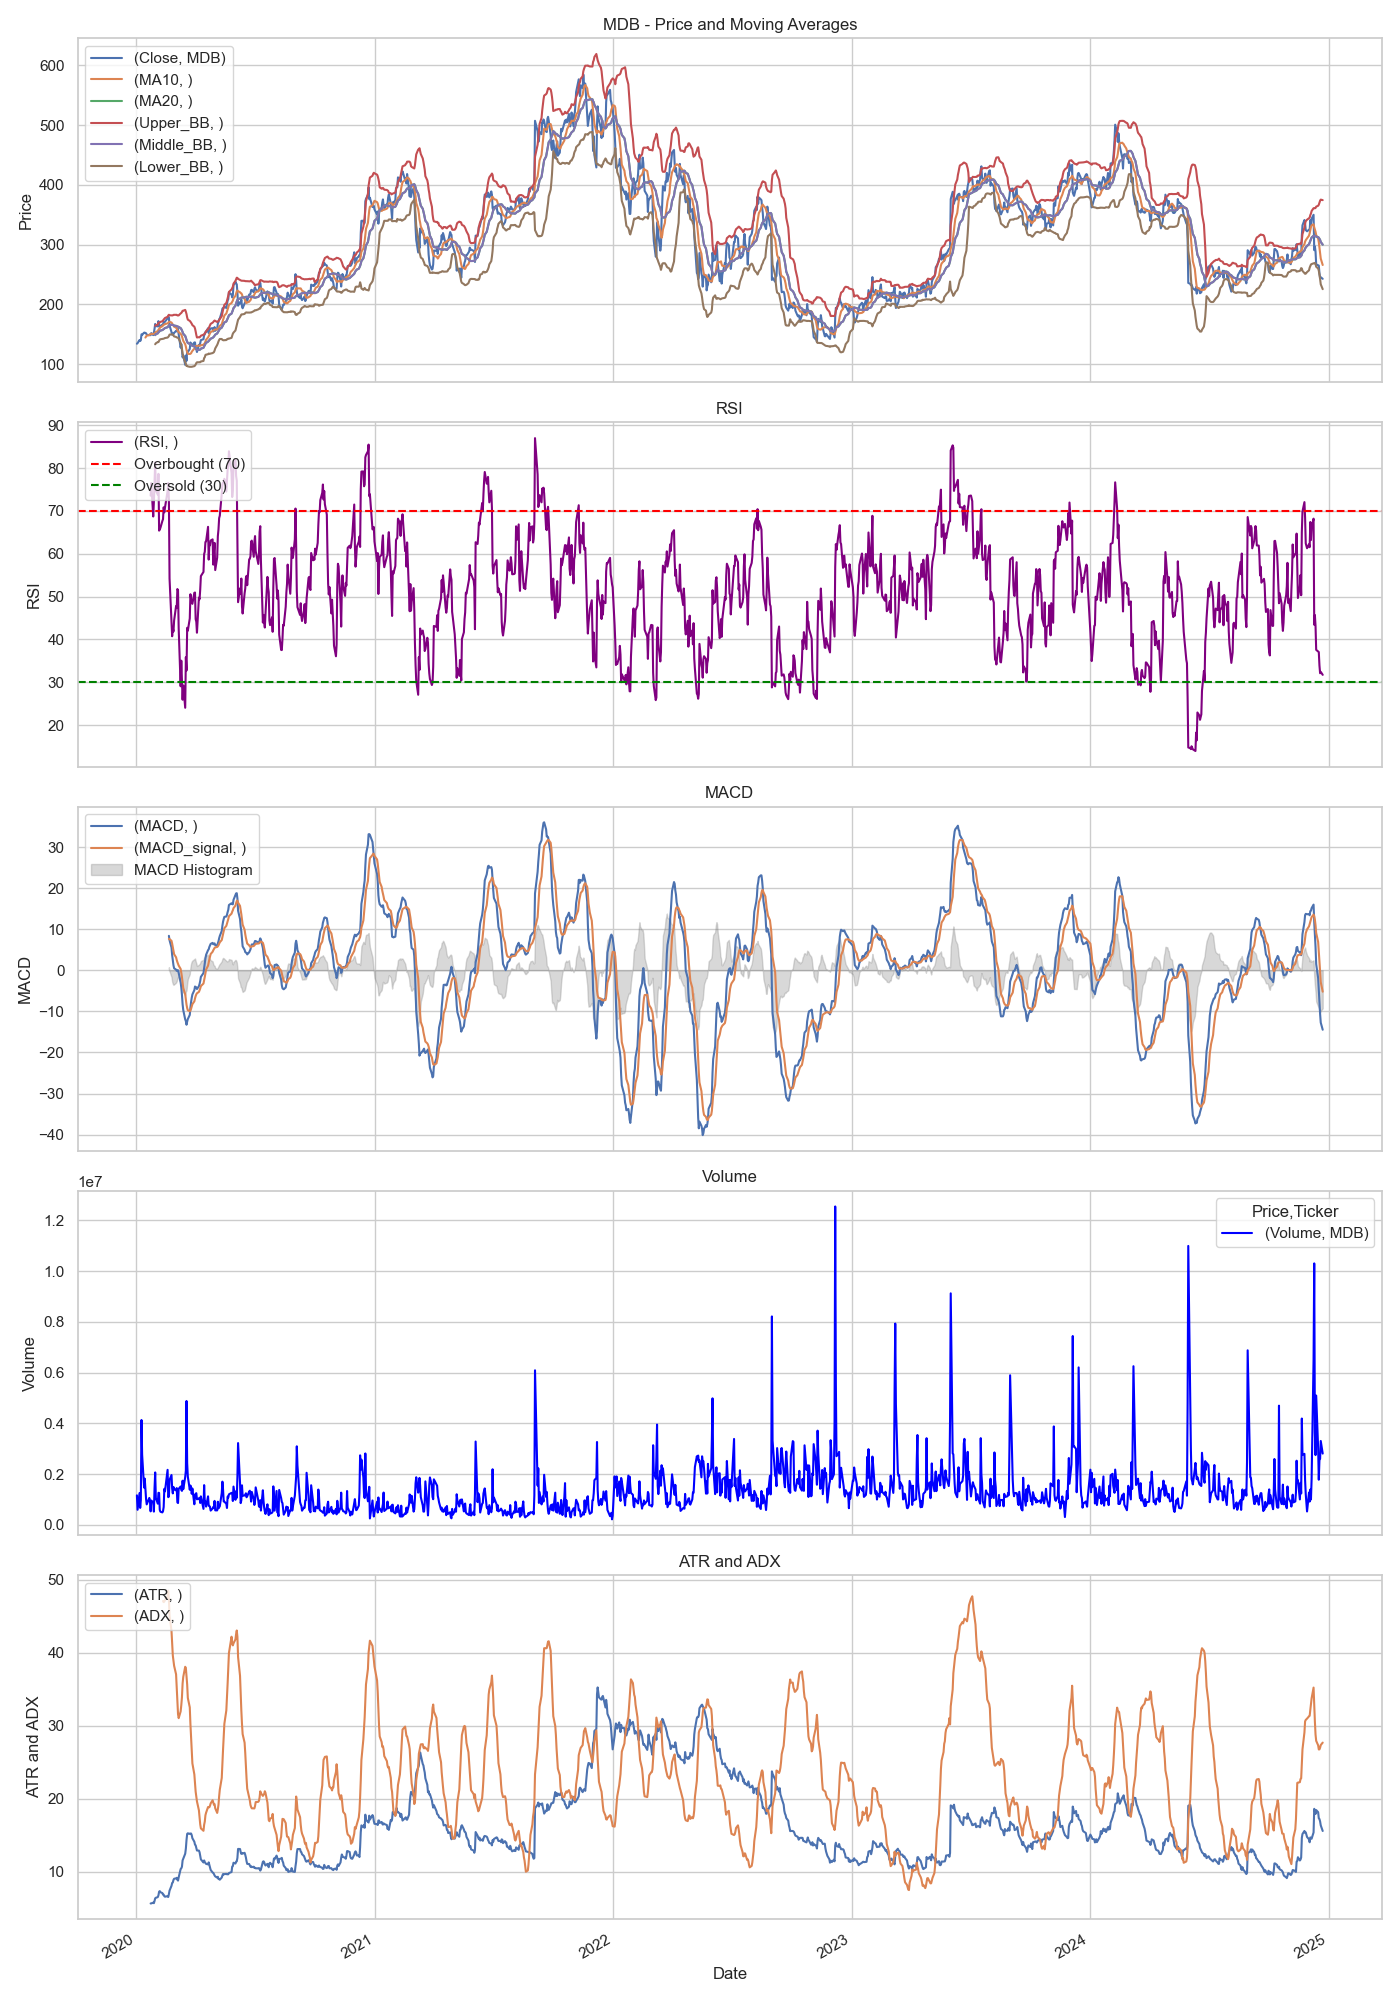 MDB - Price and Moving Averages
(Close, MDB)
(MA10, )
(MA20, )
(Upper_BB, )
(Middle_BB, )
(Lower_BB, )
600
500
400
300
200
100
Price
RSI
(RSI, )
Overbought (70)
Oversold (30)
90
80
70
60
50
40
30
20
RSI
MACD
(MACD, )
(MACD_signal, )
MACD Histogram
30
20
10
0
−10
−20
−30
−40
MACD
Volume
1e7
Price,Ticker
(Volume, MDB)
1.2
1.0
0.8
0.6
0.4
0.2
0.0
Volume
ATR and ADX
(ATR, )
(ADX, )
50
40
30
20
10
ATR and ADX
2020
2021
2022
2023
2024
2025
Date